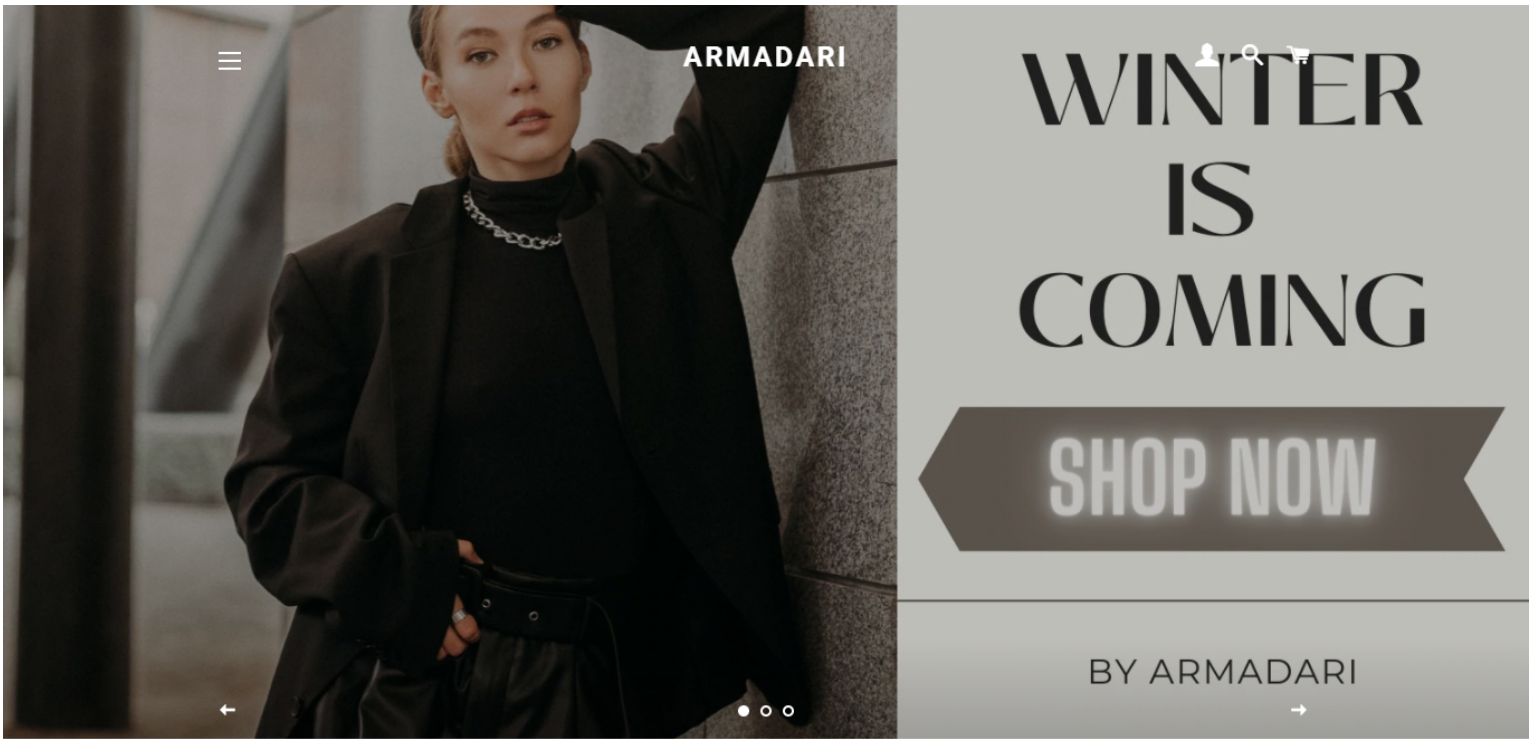 ARMADARI
WINTER
IS
COMING
SHOP NOW
BY ARMADARI